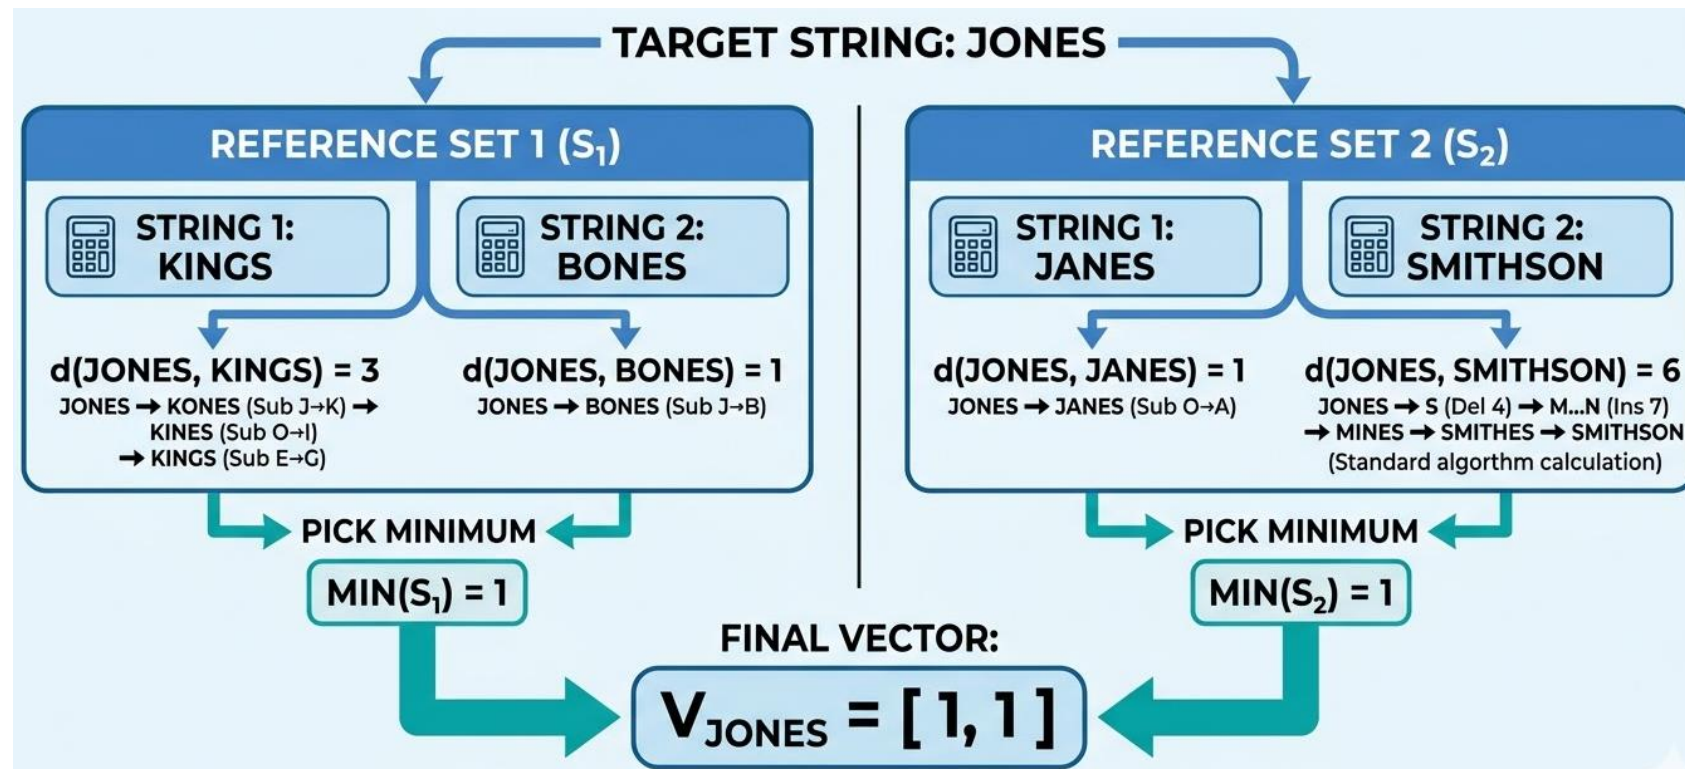 TARGET STRING: JONES
REFERENCE SET 1 (S₁)
STRING 1:
KINGS
STRING 2:
BONES
d(JONES, KINGS) = 3
JONES → KONES (Sub J→K) →
KINES (Sub O→I)
→ KINGS (Sub E→G)
d(JONES, BONES) = 1
JONES → BONES (Sub J→B)
PICK MINIMUM
MIN(S₁) = 1
REFERENCE SET 2 (S₂)
STRING 1:
JANES
STRING 2:
SMITHSON
d(JONES, JANES) = 1
JONES → JANES (Sub O→A)
d(JONES, SMITHSON) = 6
JONES → S (Del 4) → M...N (Ins 7)
→ MINES → SMITHES → SMITHSON
(Standard algorthm calculation)
PICK MINIMUM
MIN(S₂) = 1
FINAL VECTOR:
V_JONES = [ 1, 1 ]